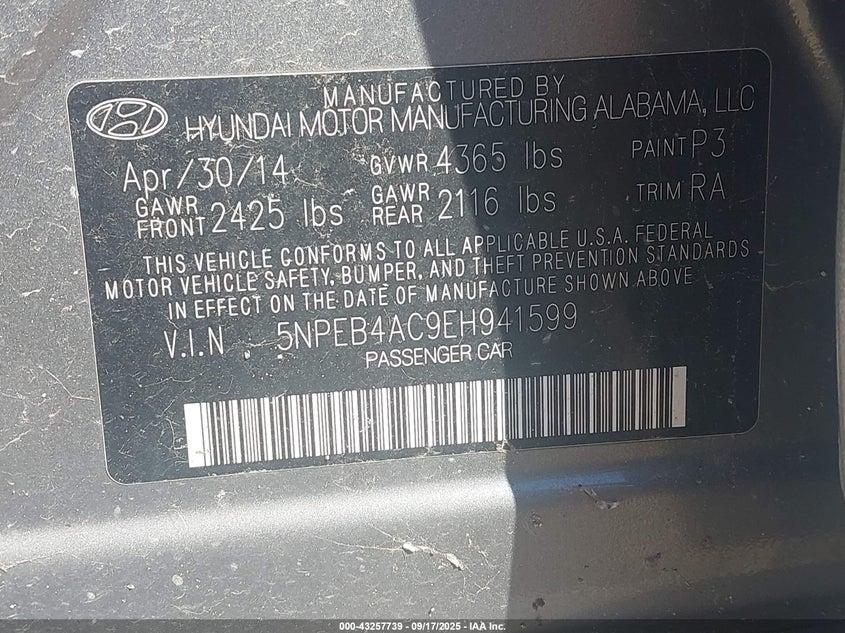 MANUFACTURED BY
HYUNDAI MOTOR MANUFACTURING ALABAMA, LLC
Apr/30/14 GVWR 4365 lbs PAINT P3
GAWR FRONT 2425 lbs GAWR REAR 2116 lbs TRIM RA
THIS VEHICLE CONFORMS TO ALL APPLICABLE U.S.A. FEDERAL
MOTOR VEHICLE SAFETY, BUMPER, AND THEFT PREVENTION STANDARDS
IN EFFECT ON THE DATE OF MANUFACTURE SHOWN ABOVE
V.I.N 5NPEB4AC9EH941599
PASSENGER CAR
000-43257739 - 09/17/2025 - IAA Inc.